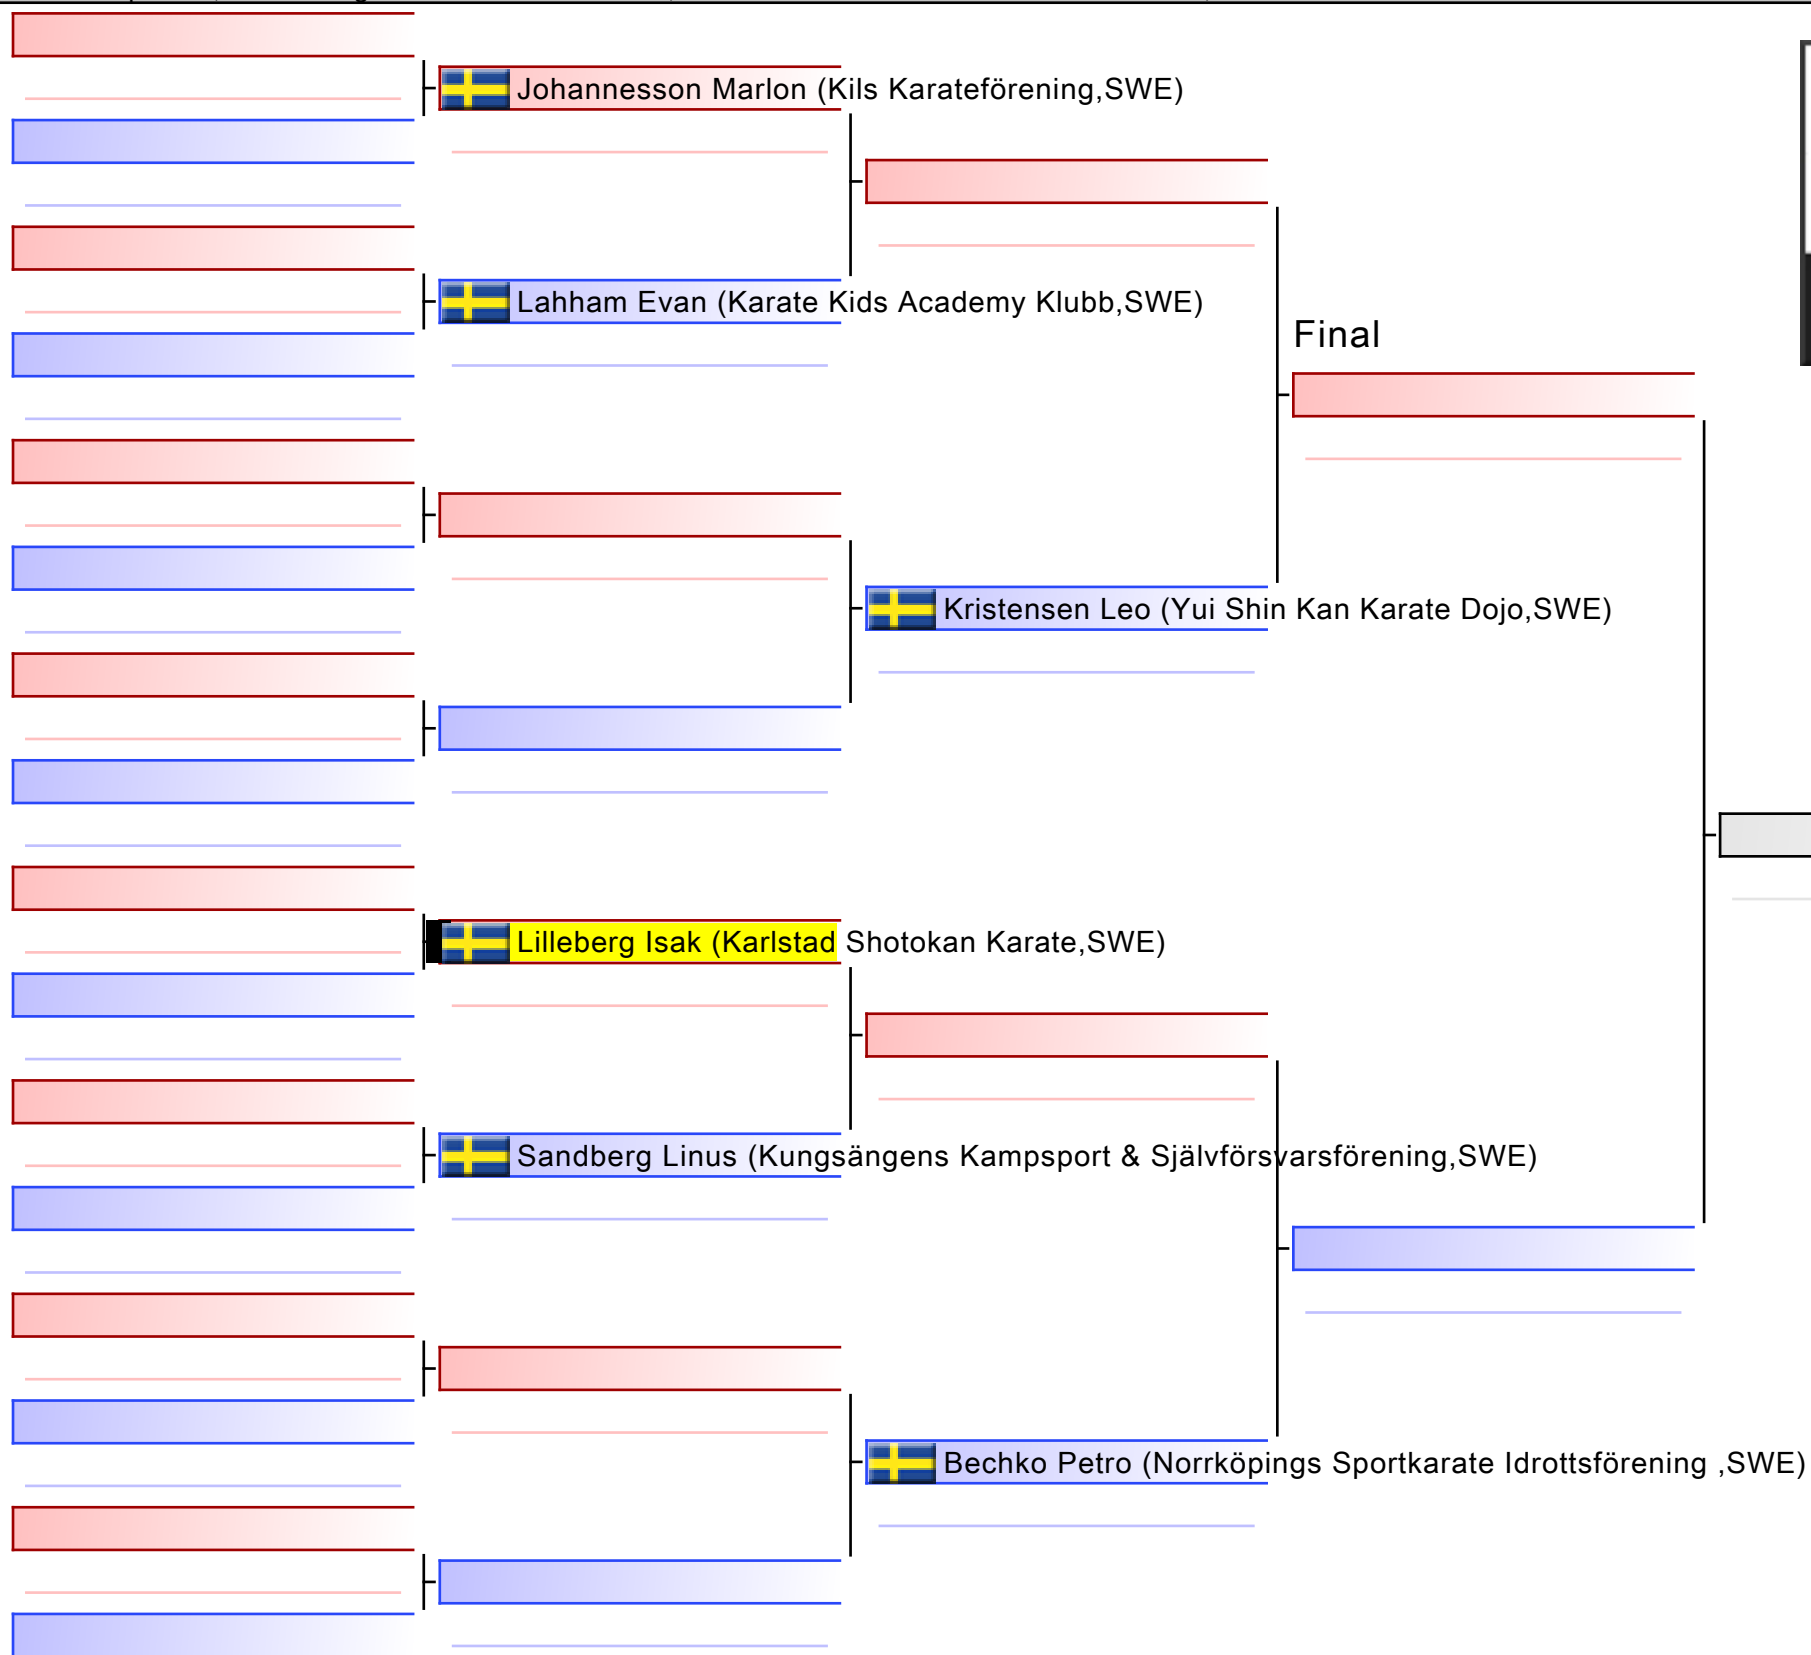 Johannesson Marlon (Kils Karateförening,SWE)
Lahham Evan (Karate Kids Academy Klubb,SWE)
Final
Kristensen Leo (Yui Shin Kan Karate Dojo,SWE)
Lilleberg Isak (Karlstad Shotokan Karate,SWE)
Sandberg Linus (Kungsängens Kampsport & Självförsvarsförening,SWE)
Bechko Petro (Norrköpings Sportkarate Idrottsförening ,SWE)